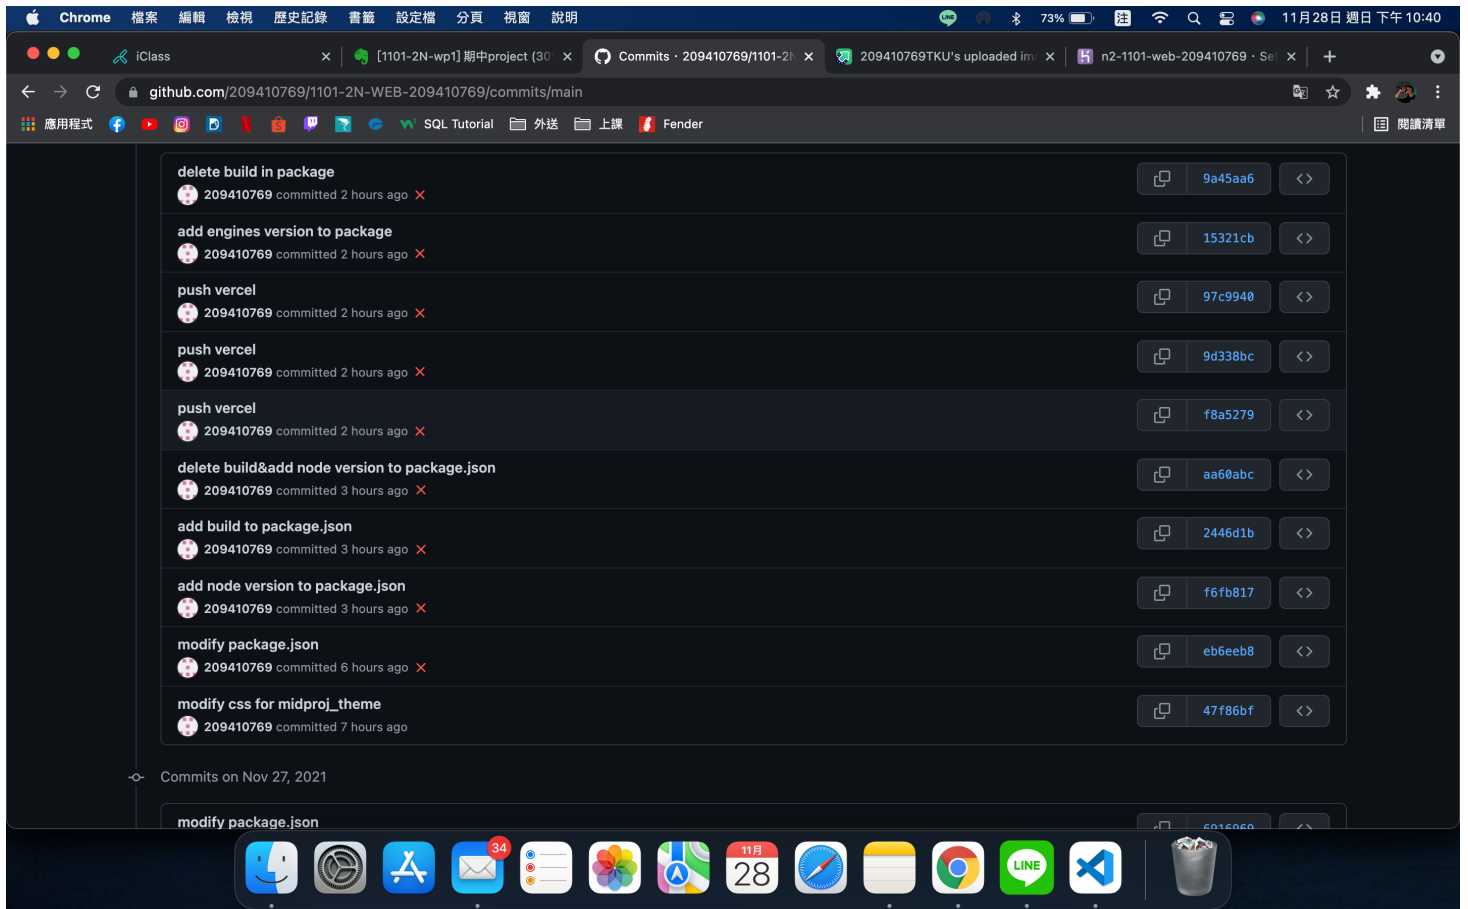 Chrome 檔案 編輯 檢視 歷史記錄 書籤 設定檔 分頁 視窗 說明 LINE 73% 注 11月28日 週日 下午 10:40
iClass [1101-2N-wp1] 期中project (30 Commits · 209410769/1101-2N 209410769TKU's uploaded im n2-1101-web-209410769 · Se
github.com/209410769/1101-2N-WEB-209410769/commits/main
應用程式 SQL Tutorial 外送 上課 Fender 閱讀清單
delete build in package
209410769 committed 2 hours ago
9a45aa6
add engines version to package
209410769 committed 2 hours ago
15321cb
push vercel
209410769 committed 2 hours ago
97c9940
push vercel
209410769 committed 2 hours ago
9d338bc
push vercel
209410769 committed 2 hours ago
f8a5279
delete build&add node version to package.json
209410769 committed 3 hours ago
aa60abc
add build to package.json
209410769 committed 3 hours ago
2446d1b
add node version to package.json
209410769 committed 3 hours ago
f6fb817
modify package.json
209410769 committed 6 hours ago
eb6eeb8
modify css for midproj_theme
209410769 committed 7 hours ago
47f86bf
Commits on Nov 27, 2021
modify package.json
6916969
34
11月
28
LINE